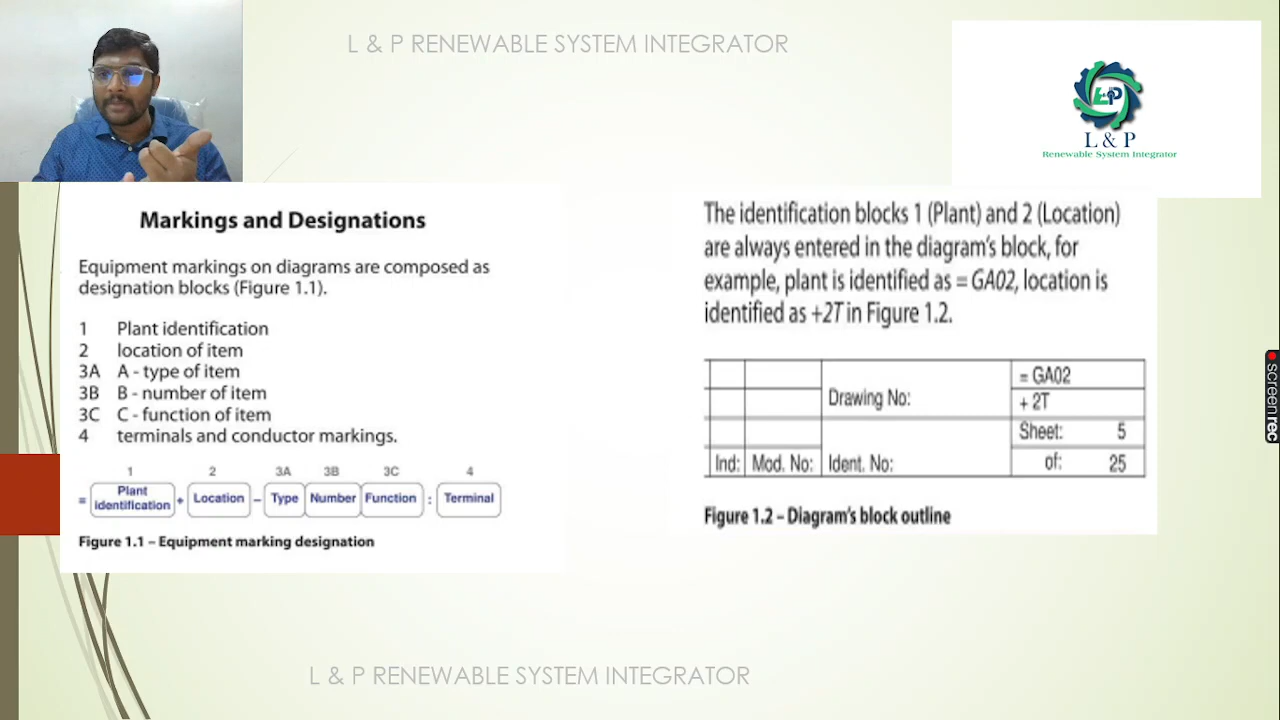 L & P RENEWABLE SYSTEM INTEGRATOR
L&P
L & P
Renewable System Integrator
Markings and Designations
Equipment markings on diagrams are composed as
designation blocks (Figure 1.1).
1 Plant identification
2 location of item
3A A - type of item
3B B - number of item
3C C - function of item
4 terminals and conductor markings.
1 2 3A 3B 3C 4
= Plant identification + Location – Type Number Function : Terminal
Figure 1.1 – Equipment marking designation
The identification blocks 1 (Plant) and 2 (Location)
are always entered in the diagram's block, for
example, plant is identified as = GA02, location is
identified as +2T in Figure 1.2.
= GA02
Drawing No:
+ 2T
Sheet: 5
Ind: Mod. No: Ident. No: of: 25
Figure 1.2 – Diagram's block outline
screenrec
L & P RENEWABLE SYSTEM INTEGRATOR